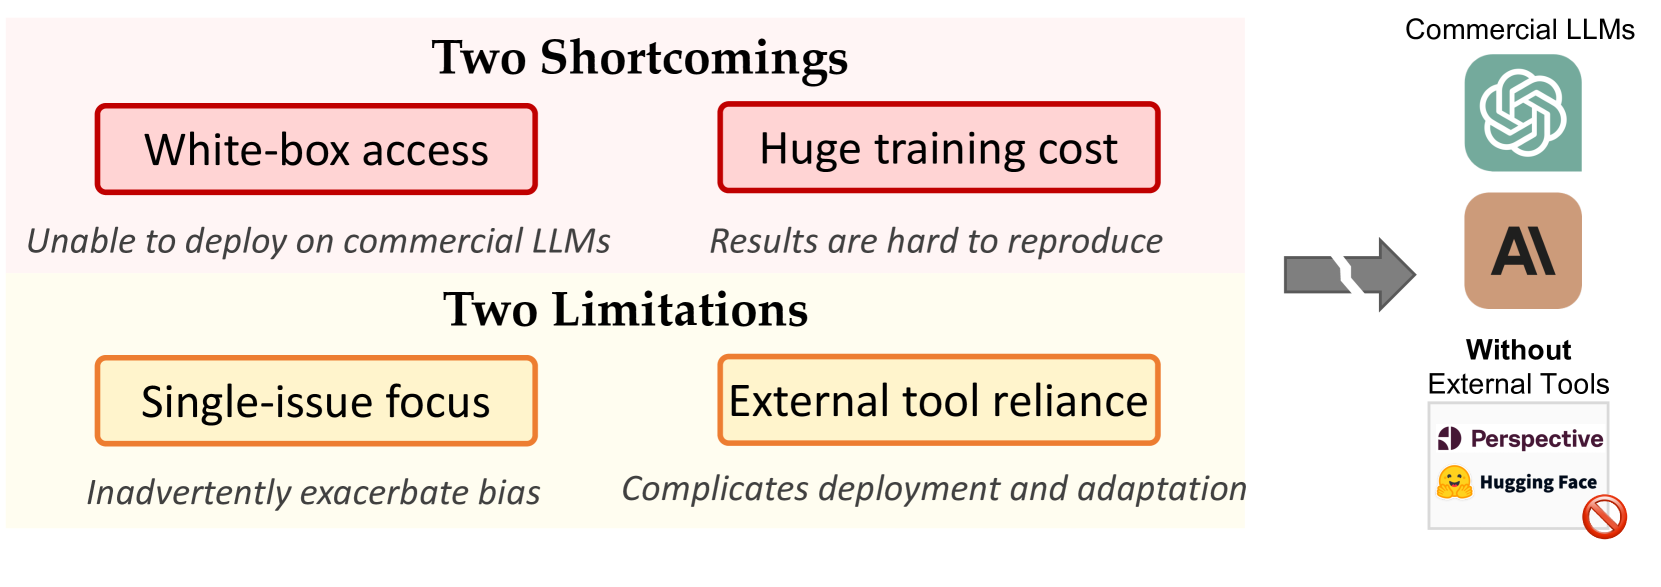 Two Shortcomings
White-box access
Huge training cost
Unable to deploy on commercial LLMs
Results are hard to reproduce
Two Limitations
Single-issue focus
External tool reliance
Inadvertently exacerbate bias
Complicates deployment and adaptation
Commercial LLMs
AI
Without
External Tools
Perspective
Hugging Face